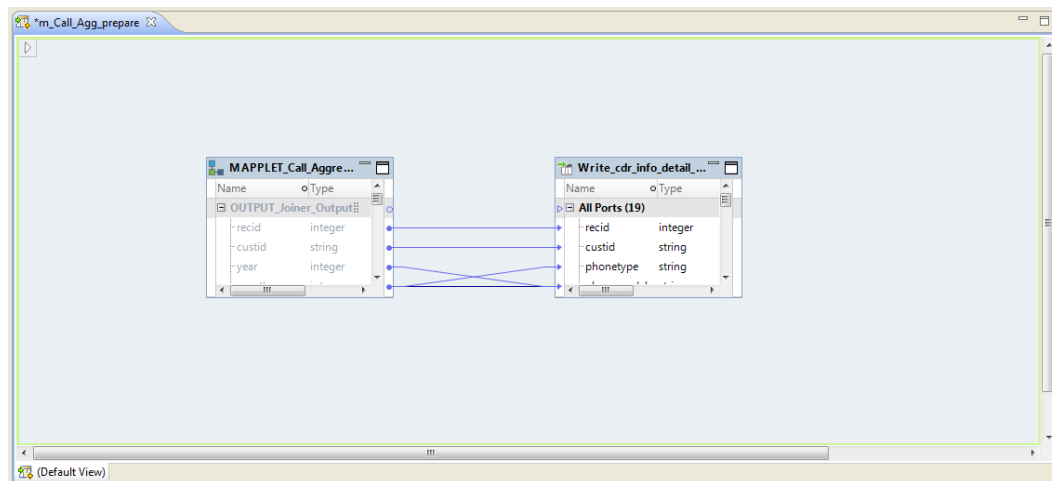 *m_Call_Agg_prepare
MAPPLET_Call_Aggre...
Name Type
OUTPUT_Joiner_Output
recid integer
custid string
year integer
Write_cdr_info_detail_...
Name Type
All Ports (19)
recid integer
custid string
phonetype string
(Default View)